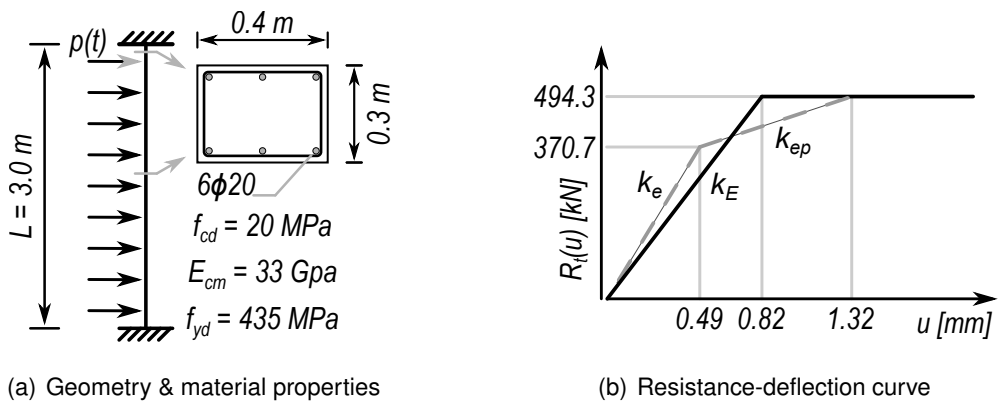 p(t)
0.4 m
0.3 m
L = 3.0 m
6ϕ20
f_cd = 20 MPa
E_cm = 33 Gpa
f_yd = 435 MPa
(a) Geometry & material properties
R_t(u) [kN]
494.3
370.7
k_e
k_E
k_ep
0.49
0.82
1.32
u [mm]
(b) Resistance-deflection curve